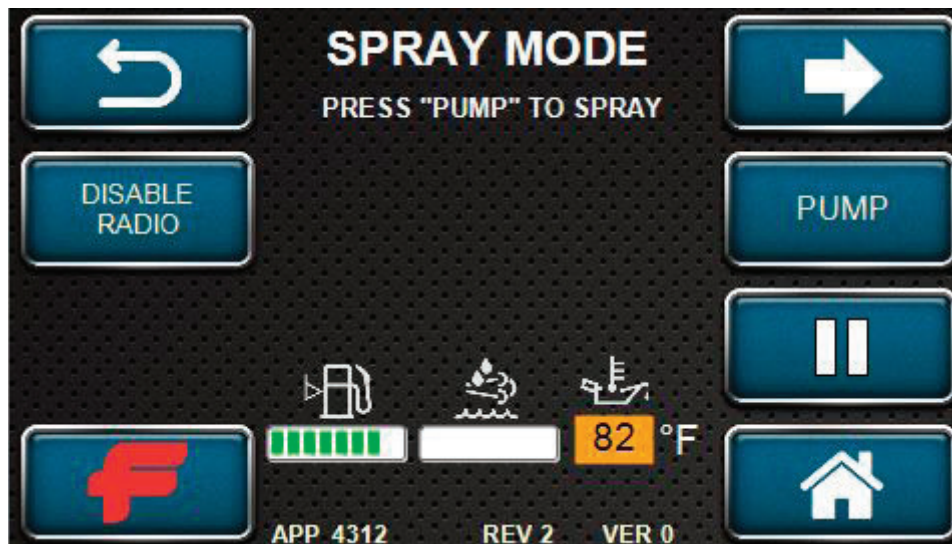 SPRAY MODE
PRESS "PUMP" TO SPRAY
DISABLE
RADIO
PUMP
82 °F
APP 4312 REV 2 VER 0